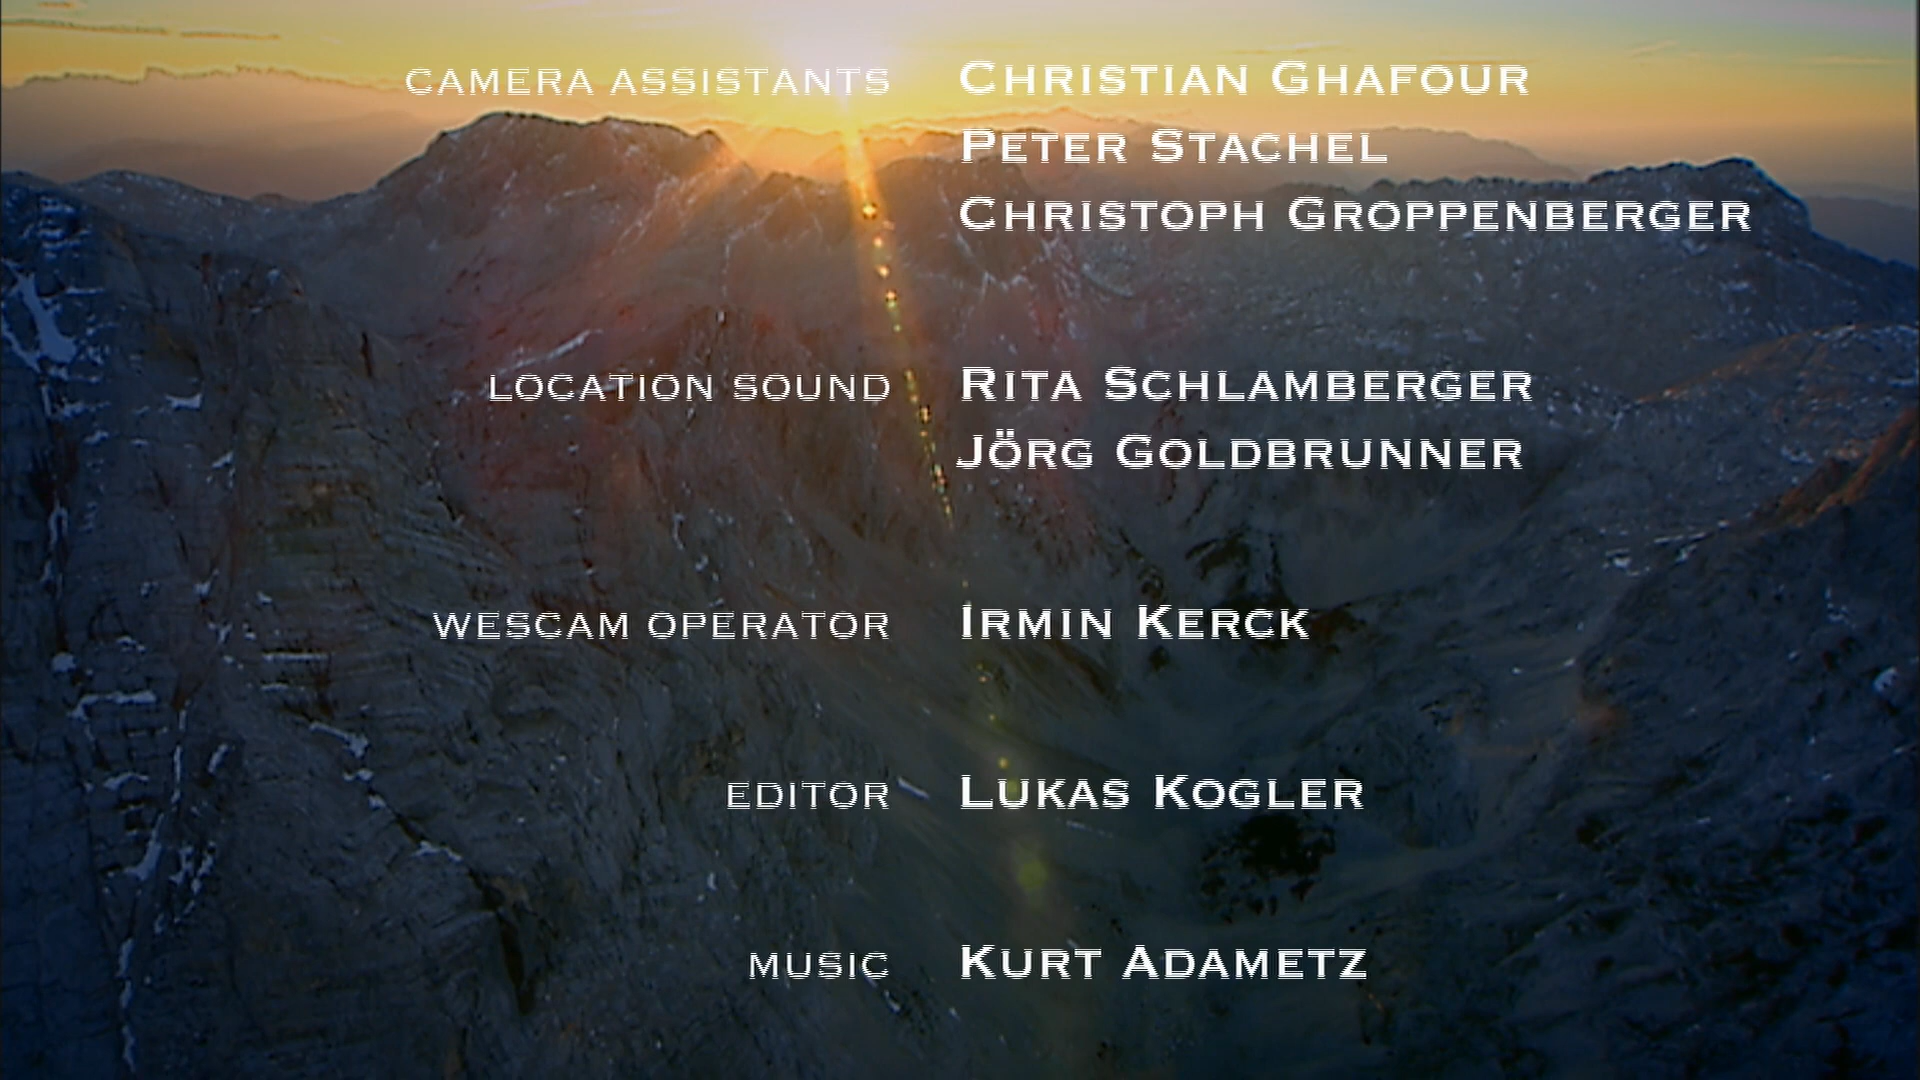 CAMERA ASSISTANTS CHRISTIAN GHAFOUR
PETER STACHEL
CHRISTOPH GROPPENBERGER
LOCATION SOUND RITA SCHLAMBERGER
JÖRG GOLDBRUNNER
WESCAM OPERATOR IRMIN KERCK
EDITOR LUKAS KOGLER
MUSIC KURT ADAMETZ